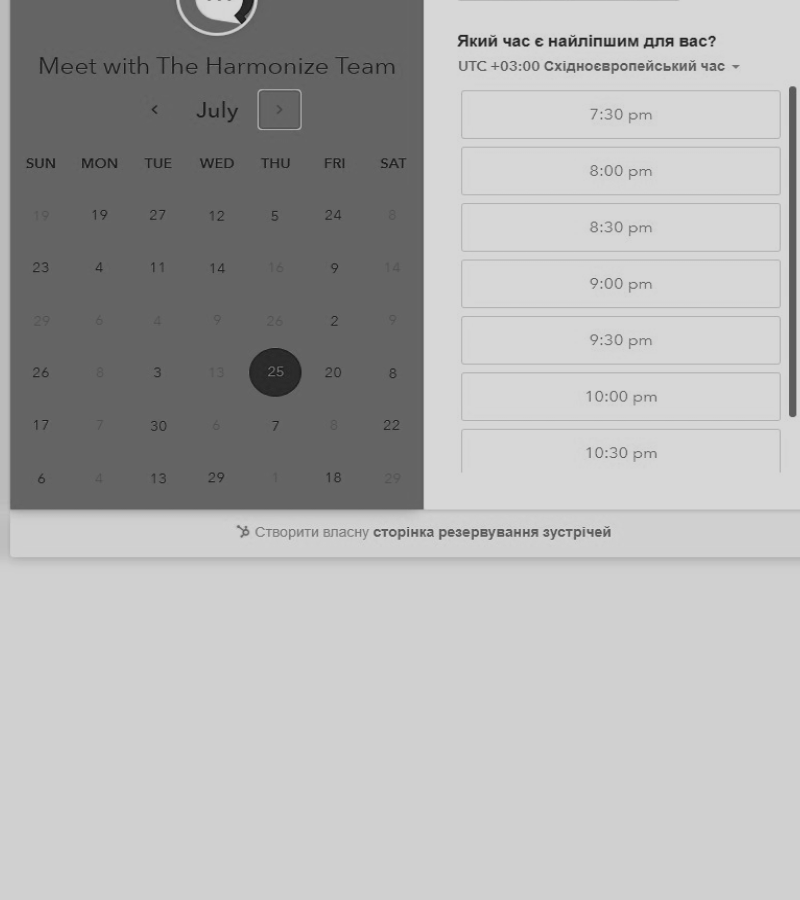 Meet with The Harmonize Team
July
SUN MON TUE WED THU FRI SAT
19 19 27 12 5 24 8
23 4 11 14 16 9 14
29 6 4 9 26 2 9
26 8 3 13 25 20 8
17 7 30 6 7 8 22
6 4 13 29 1 18 29
Який час є найліпшим для вас?
UTC +03:00 Східноєвропейський час
7:30 pm
8:00 pm
8:30 pm
9:00 pm
9:30 pm
10:00 pm
10:30 pm
Створити власну сторінка резервування зустрічей